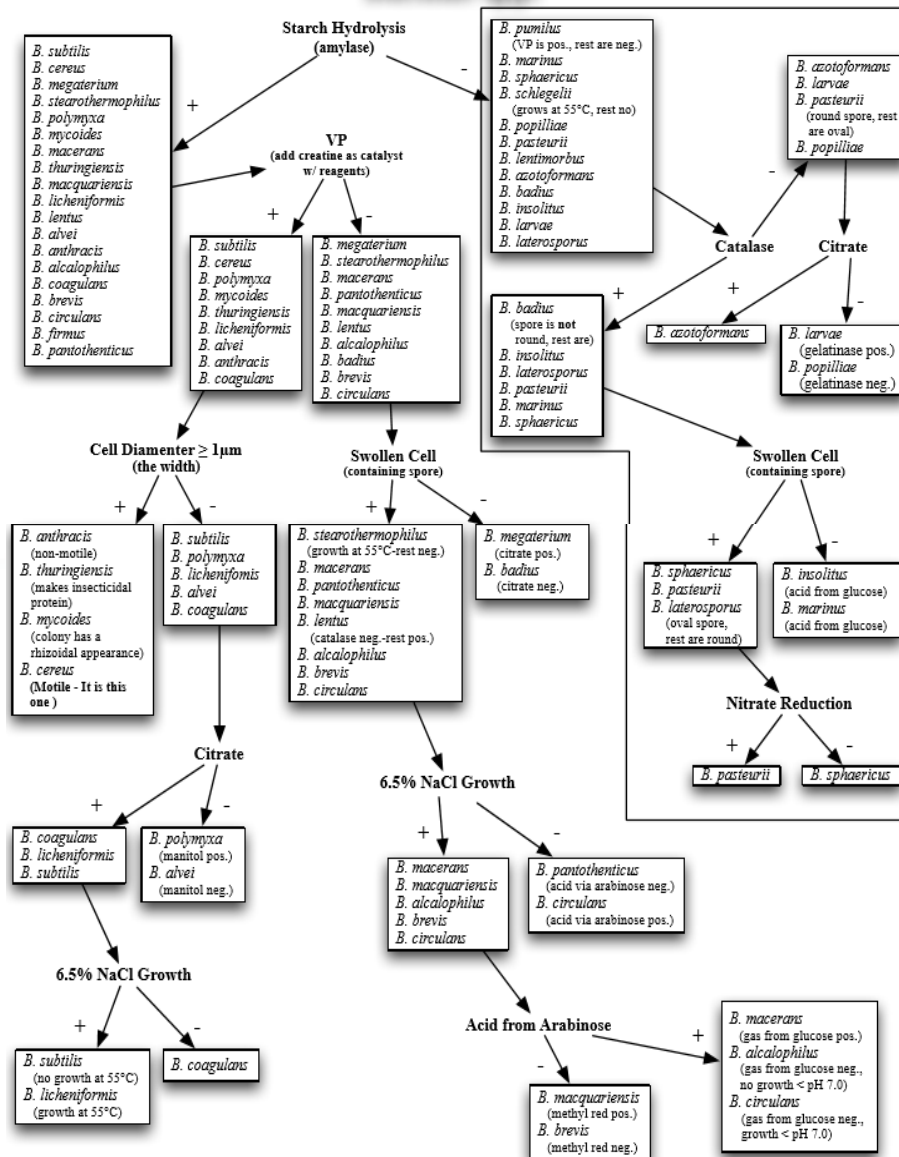 Starch Hydrolysis
(amylase)
+
-
B. subtilis
B. cereus
B. megaterium
B. stearothermophilus
B. polymyxa
B. mycoides
B. macerans
B. thuringiensis
B. macquariensis
B. licheniformis
B. lentus
B. alvei
B. anthracis
B. alcalophilus
B. coagulans
B. brevis
B. circulans
B. firmus
B. pantothenticus
VP
(add creatine as catalyst
w/ reagents)
+
-
B. subtilis
B. cereus
B. polymyxa
B. mycoides
B. thuringiensis
B. licheniformis
B. alvei
B. anthracis
B. coagulans
B. megaterium
B. stearothermophilus
B. macerans
B. pantothenticus
B. macquariensis
B. lentus
B. alcalophilus
B. badius
B. brevis
B. circulans
Cell Diamenter ≥ 1µm
(the width)
+
-
B. anthracis
(non-motile)
B. thuringiensis
(makes insecticidal
protein)
B. mycoides
(colony has a
rhizoidal appearance)
B. cereus
(Motile - It is this
one )
B. subtilis
B. polymyxa
B. lichenifomis
B. alvei
B. coagulans
Citrate
+
-
B. coagulans
B. licheniformis
B. subtilis
B. polymyxa
(manitol pos.)
B. alvei
(manitol neg.)
6.5% NaCl Growth
+
-
B. subtilis
(no growth at 55°C)
B. licheniformis
(growth at 55°C)
B. coagulans
Swollen Cell
(containing spore)
+
-
B. stearothermophilus
(growth at 55°C-rest neg.)
B. macerans
B. pantothenticus
B. macquariensis
B. lentus
(catalase neg.-rest pos.)
B. alcalophilus
B. brevis
B. circulans
B. megaterium
(citrate pos.)
B. badius
(citrate neg.)
6.5% NaCl Growth
+
-
B. macerans
B. macquariensis
B. alcalophilus
B. brevis
B. circulans
B. pantothenticus
(acid via arabinose neg.)
B. circulans
(acid via arabinose pos.)
Acid from Arabinose
-
+
B. macquariensis
(methyl red pos.)
B. brevis
(methyl red neg.)
B. macerans
(gas from glucose pos.)
B. alcalophilus
(gas from glucose neg.,
no growth < pH 7.0)
B. circulans
(gas from glucose neg.,
growth < pH 7.0)
B. pumilus
(VP is pos., rest are neg.)
B. marinus
B. sphaericus
B. schlegelii
(grows at 55°C, rest no)
B. popilliae
B. pasteurii
B. lentimorbus
B. azotoformans
B. badius
B. insolitus
B. larvae
B. laterosporus
Catalase
-
+
B. azotoformans
B. larvae
B. pasteurii
(round spore, rest
are oval)
B. popilliae
Citrate
+
-
B. azotoformans
B. larvae
(gelatinase pos.)
B. popilliae
(gelatinase neg.)
B. badius
(spore is not
round, rest are)
B. insolitus
B. laterosporus
B. pasteurii
B. marinus
B. sphaericus
Swollen Cell
(containing spore)
+
-
B. sphaericus
B. pasteurii
B. laterosporus
(oval spore,
rest are round)
B. insolitus
(acid from glucose)
B. marinus
(acid from glucose)
Nitrate Reduction
+
-
B. pasteurii
B. sphaericus